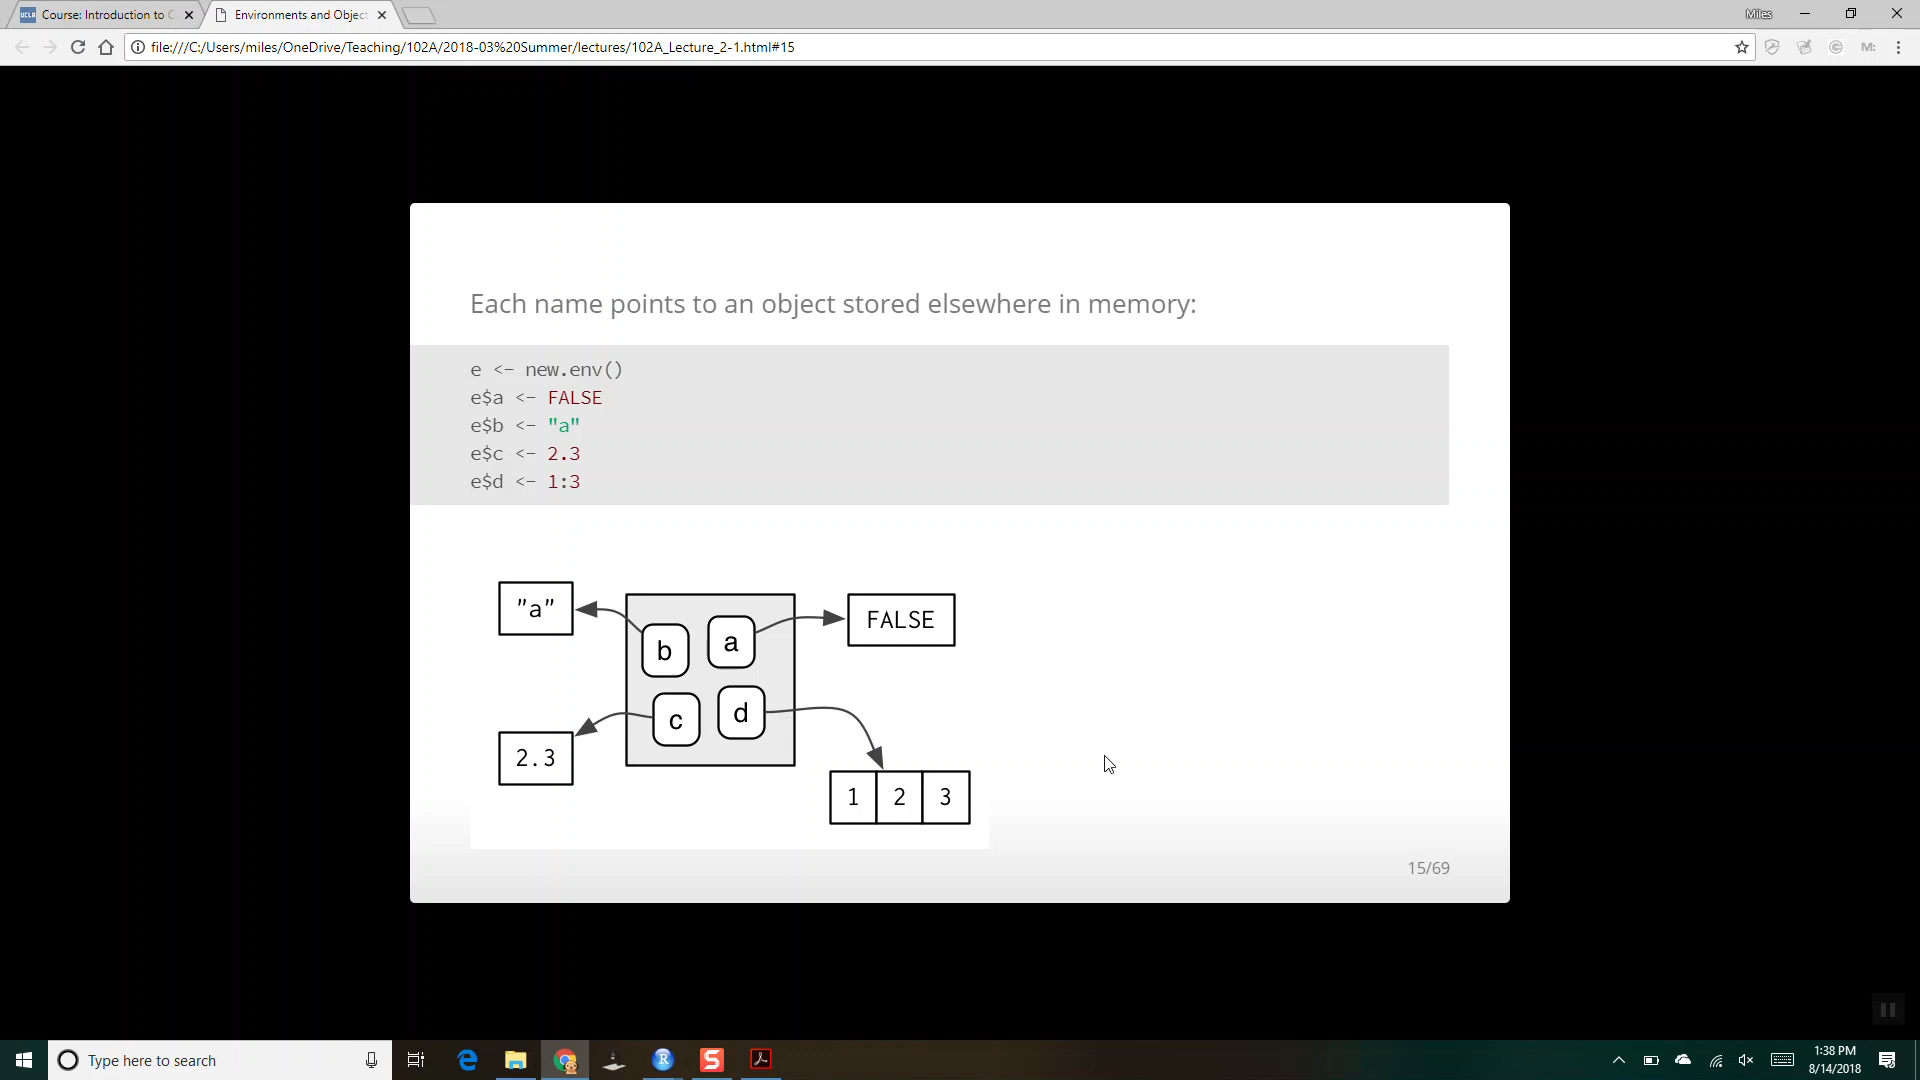 Course: Introduction to C
Environments and Object
Miles
file:///C:/Users/miles/OneDrive/Teaching/102A/2018-03%20Summer/lectures/102A_Lecture_2-1.html#15
Each name points to an object stored elsewhere in memory:
e <- new.env()
e$a <- FALSE
e$b <- "a"
e$c <- 2.3
e$d <- 1:3
"a"
b
a
FALSE
c
d
2.3
1 2 3
15/69
Type here to search
1:38 PM
8/14/2018